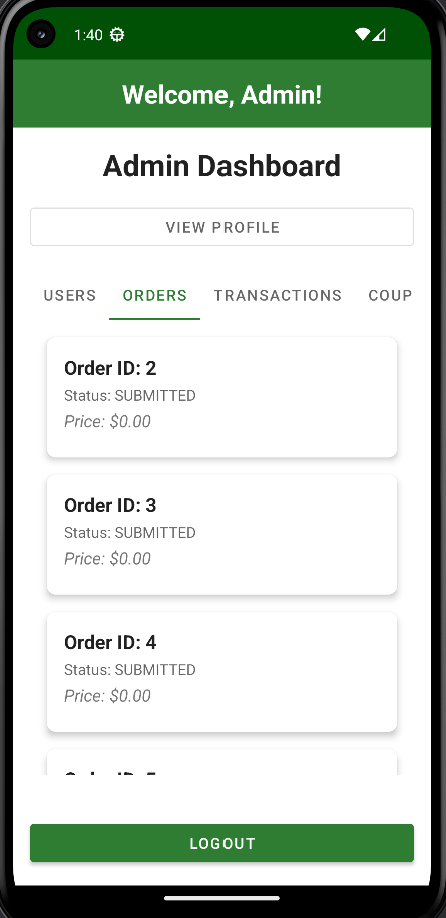 1:40
Welcome, Admin!
Admin Dashboard
VIEW PROFILE
USERS ORDERS TRANSACTIONS COUP
Order ID: 2
Status: SUBMITTED
Price: $0.00
Order ID: 3
Status: SUBMITTED
Price: $0.00
Order ID: 4
Status: SUBMITTED
Price: $0.00
LOGOUT